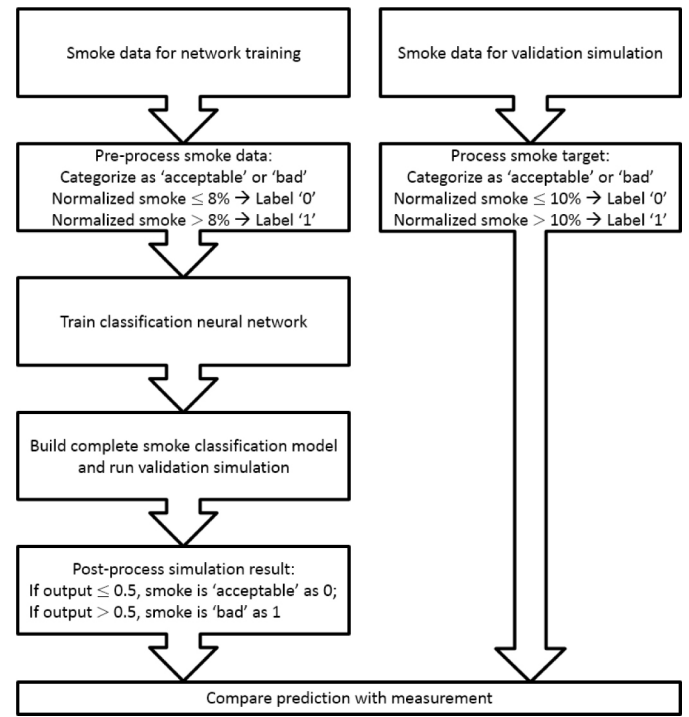 Smoke data for network training
Smoke data for validation simulation
Pre-process smoke data:
Categorize as ‘acceptable’ or ‘bad’
Normalized smoke ≤ 8% → Label ‘0’
Normalized smoke > 8% → Label ‘1’
Process smoke target:
Categorize as ‘acceptable’ or ‘bad’
Normalized smoke ≤ 10% → Label ‘0’
Normalized smoke > 10% → Label ‘1’
Train classification neural network
Build complete smoke classification model
and run validation simulation
Post-process simulation result:
If output ≤ 0.5, smoke is ‘acceptable’ as 0;
If output > 0.5, smoke is ‘bad’ as 1
Compare prediction with measurement